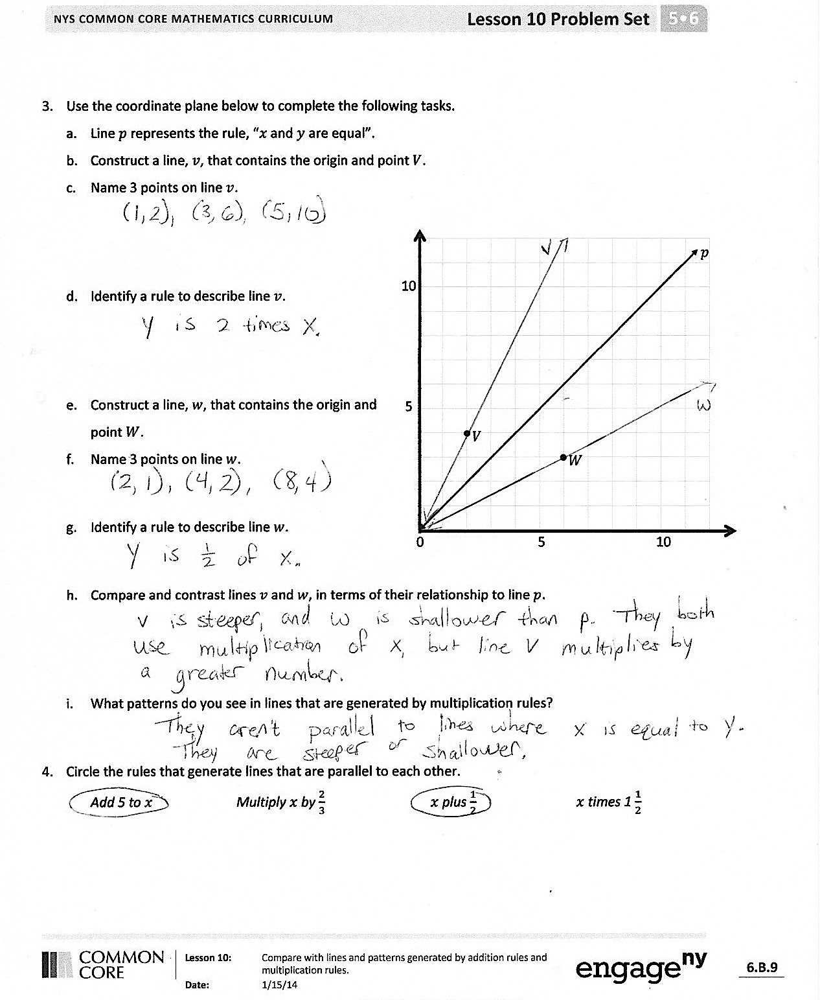 NYS COMMON CORE MATHEMATICS CURRICULUM Lesson 10 Problem Set 5•6
3. Use the coordinate plane below to complete the following tasks.
a. Line p represents the rule, “x and y are equal”.
b. Construct a line, v, that contains the origin and point V.
c. Name 3 points on line v.
(1,2), (3,6), (5,10)
V
p
10
d. Identify a rule to describe line v.
y is 2 times x.
e. Construct a line, w, that contains the origin and
point W.
5
W
V
W
f. Name 3 points on line w.
(2,1), (4,2), (8,4)
g. Identify a rule to describe line w.
0 5 10
y is 1/2 of x.
h. Compare and contrast lines v and w, in terms of their relationship to line p.
v is steeper, and w is shallower than p. They both
use multiplication of x, but line v multiplies by
a greater number.
i. What patterns do you see in lines that are generated by multiplication rules?
They aren't parallel to lines where x is equal to y.
They are steeper or shallower.
4. Circle the rules that generate lines that are parallel to each other.
Add 5 to x Multiply x by 2/3 x plus 1/2 x times 1 1/2
COMMON
CORE
Lesson 10: Compare with lines and patterns generated by addition rules and
multiplication rules.
Date: 1/15/14
engageny
6.B.9